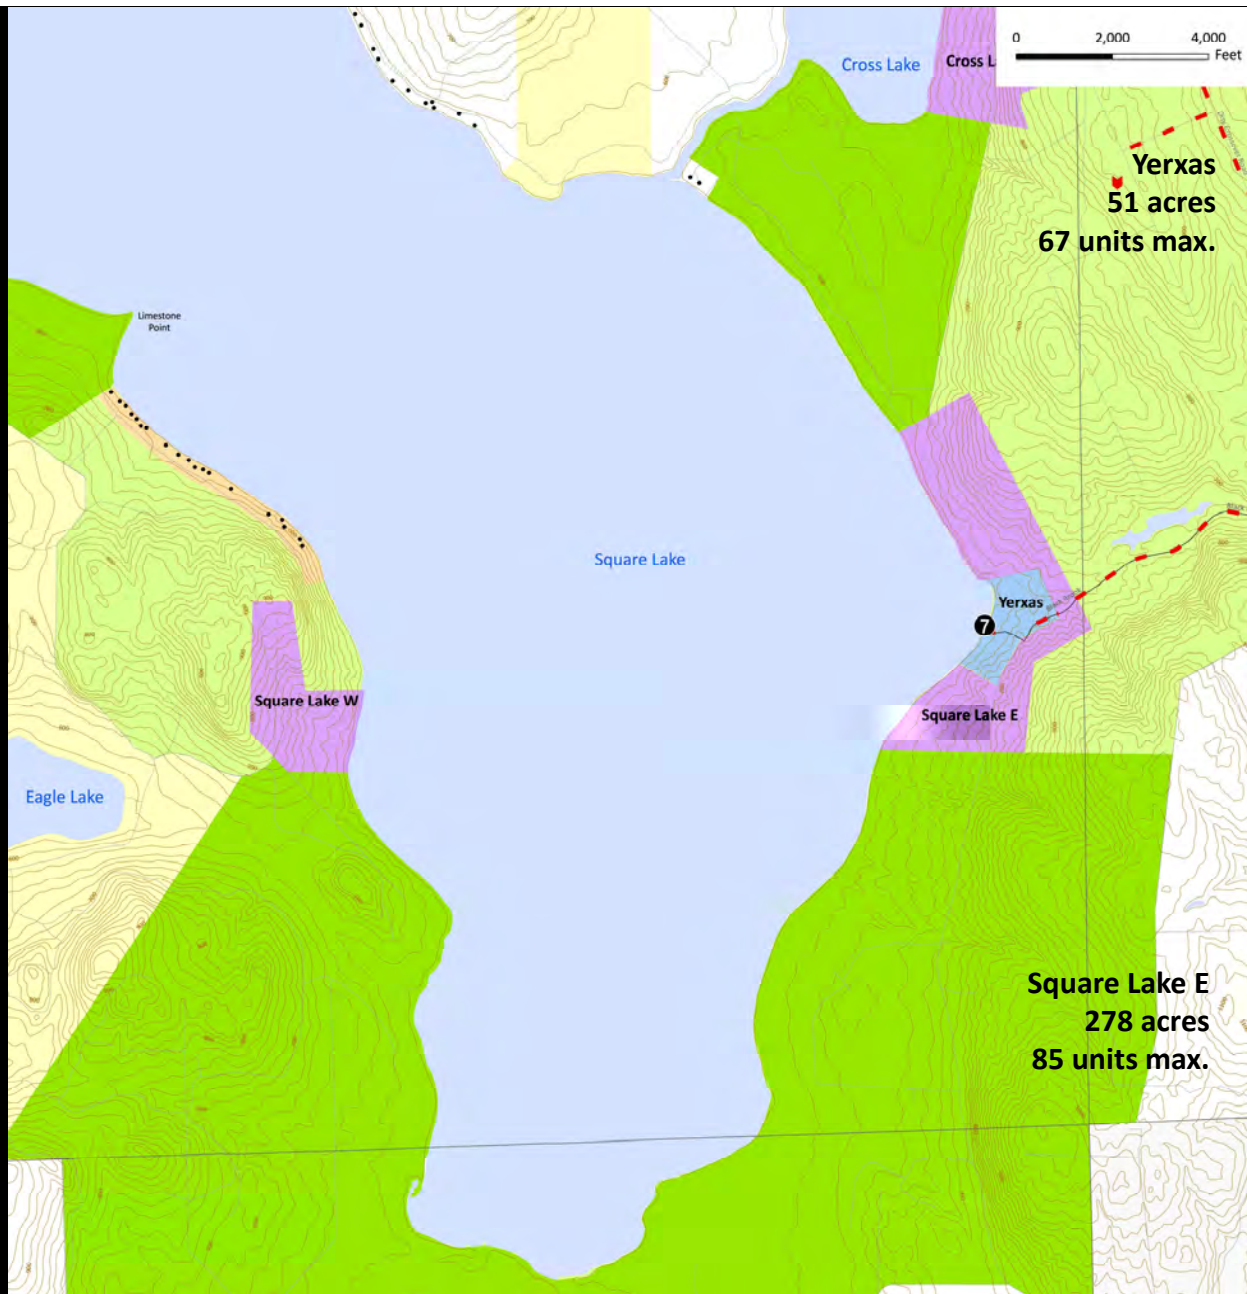 0 2,000 4,000
Feet
Cross Lake
Cross L
Yerxas
51 acres
67 units max.
Limestone
Point
Square Lake
Yerxas
7
Square Lake W
Square Lake E
Eagle Lake
Square Lake E
278 acres
85 units max.